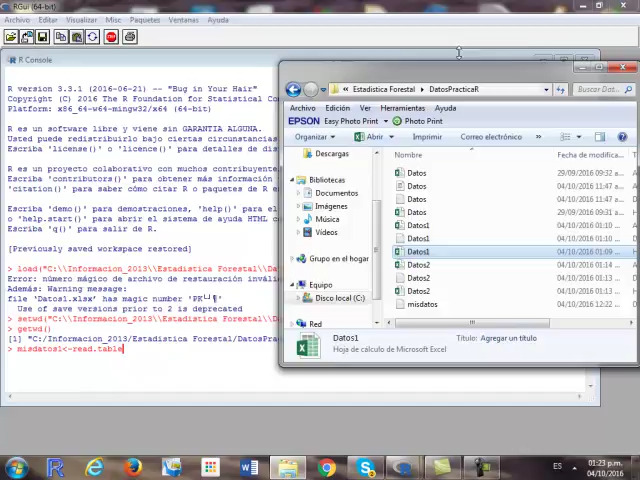 RGui (64-bit)
Archivo Editar Visualizar Misc Paquetes Ventanas Ayuda
R Console
R version 3.3.1 (2016-06-21) -- "Bug in Your Hair"
Copyright (C) 2016 The R Foundation for Statistical
Platform: x86_64-w64-mingw32/x64 (64-bit)
R es un software libre y viene sin GARANTIA ALGUNA.
Usted puede redistribuirlo bajo ciertas circunstancias
Escriba 'license()' o 'licence()' para detalles de
R es un proyecto colaborativo con muchos contribuyente
Escriba 'contributors()' para obtener más información
'citation()' para saber cómo citar R o paquetes de R
Escriba 'demo()' para demostraciones, 'help()' para el
o 'help.start()' para abrir el sistema de ayuda HTML
Escriba 'q()' para salir de R.
[Previously saved workspace restored]
> load("C:\\Informacion_2013\\Estadistica Forestal\\Da
Error: número mágico de archivo de restauración
Además: Warning message:
file 'Datos1.xlsx' has magic number 'PK
Use of save versions prior to 2 is deprecated
> setwd("C:\\Informacion_2013\\Estadistica Forestal\\D
> getwd()
[1] "C:/Informacion_2013/Estadistica Forestal/DatosPrac
> misdatos1<-read.table
Estadistica Forestal DatosPracticaR
Buscar Dat...
Archivo Edición Ver Herramientas Ayuda
EPSON Easy Photo Print Photo Print
Organizar Abrir Imprimir Correo electrónico »
Descargas
Bibliotecas
Documentos
Imágenes
Música
Vídeos
Grupo en el hogar
Equipo
Disco local (C:)
Red
Nombre Fecha de modifica...
Datos 29/09/2016 09:32 a
Datos 04/10/2016 11:47 a
Datos 04/10/2016 11:47 a
Datos 29/09/2016 09:31 a
Datos1 04/10/2016 01:10
Datos1 04/10/2016 01:10
Datos1 04/10/2016 01:09
Datos2 04/10/2016 01:14
Datos2 04/10/2016 01:13
Datos2 04/10/2016 01:13
misdatos 04/10/2016 12:22
Datos1 Título: Agregar un título
Hoja de cálculo de Microsoft Excel
ES
01:23 p.m.
04/10/2016